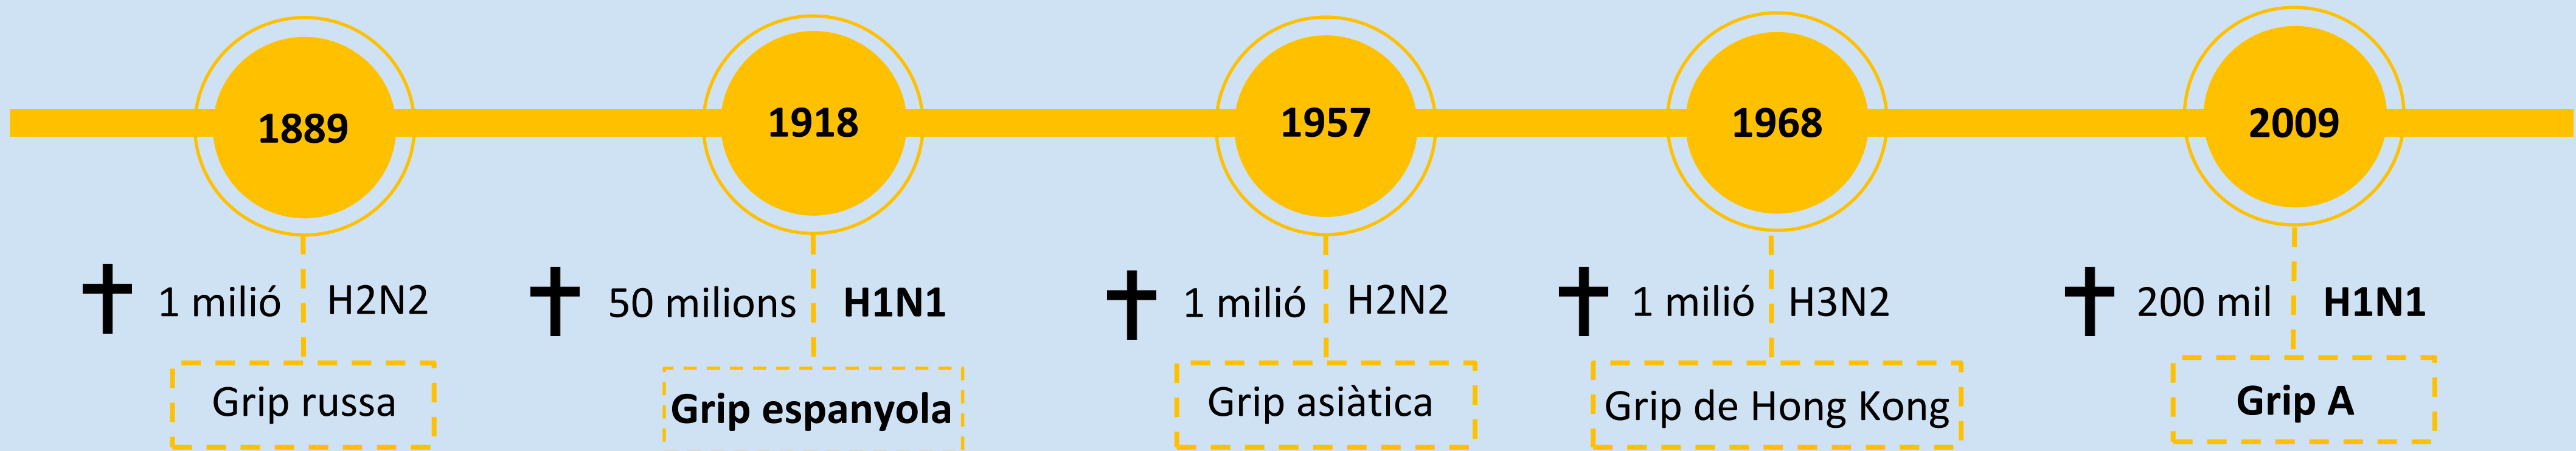 1889
1918
1957
1968
2009
1 milió H2N2
50 milions H1N1
1 milió H2N2
1 milió H3N2
200 mil H1N1
Grip russa
Grip espanyola
Grip asiàtica
Grip de Hong Kong
Grip A